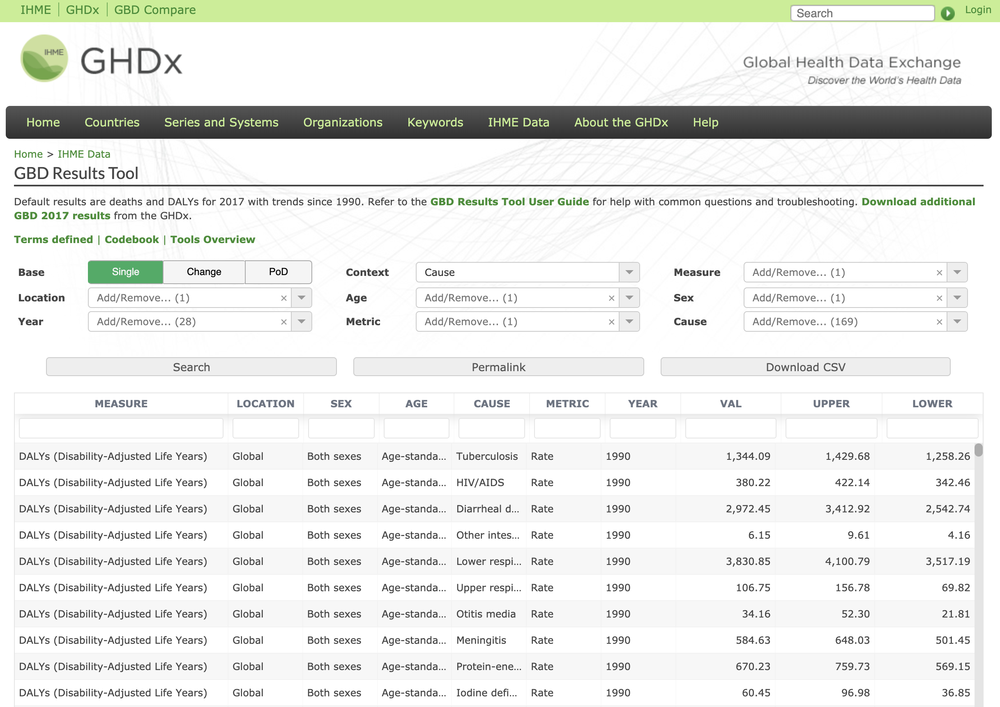 IHME | GHDx | GBD Compare Search Login
IHME GHDx
Global Health Data Exchange
Discover the World's Health Data
Home Countries Series and Systems Organizations Keywords IHME Data About the GHDx Help
Home > IHME Data
GBD Results Tool
Default results are deaths and DALYs for 2017 with trends since 1990. Refer to the GBD Results Tool User Guide for help with common questions and troubleshooting. Download additional
GBD 2017 results from the GHDx.
Terms defined | Codebook | Tools Overview
Base Single Change PoD Context Cause Measure Add/Remove... (1) ×
Location Add/Remove... (1) × Age Add/Remove... (1) × Sex Add/Remove... (1) ×
Year Add/Remove... (28) × Metric Add/Remove... (1) × Cause Add/Remove... (169) ×
Search Permalink Download CSV
MEASURE LOCATION SEX AGE CAUSE METRIC YEAR VAL UPPER LOWER
DALYs (Disability-Adjusted Life Years) Global Both sexes Age-standa... Tuberculosis Rate 1990 1,344.09 1,429.68 1,258.26
DALYs (Disability-Adjusted Life Years) Global Both sexes Age-standa... HIV/AIDS Rate 1990 380.22 422.14 342.46
DALYs (Disability-Adjusted Life Years) Global Both sexes Age-standa... Diarrheal d... Rate 1990 2,972.45 3,412.92 2,542.74
DALYs (Disability-Adjusted Life Years) Global Both sexes Age-standa... Other intes... Rate 1990 6.15 9.61 4.16
DALYs (Disability-Adjusted Life Years) Global Both sexes Age-standa... Lower respi... Rate 1990 3,830.85 4,100.79 3,517.19
DALYs (Disability-Adjusted Life Years) Global Both sexes Age-standa... Upper respi... Rate 1990 106.75 156.78 69.82
DALYs (Disability-Adjusted Life Years) Global Both sexes Age-standa... Otitis media Rate 1990 34.16 52.30 21.81
DALYs (Disability-Adjusted Life Years) Global Both sexes Age-standa... Meningitis Rate 1990 584.63 648.03 501.45
DALYs (Disability-Adjusted Life Years) Global Both sexes Age-standa... Protein-ene... Rate 1990 670.23 759.73 569.15
DALYs (Disability-Adjusted Life Years) Global Both sexes Age-standa... Iodine defi... Rate 1990 60.45 96.98 36.85